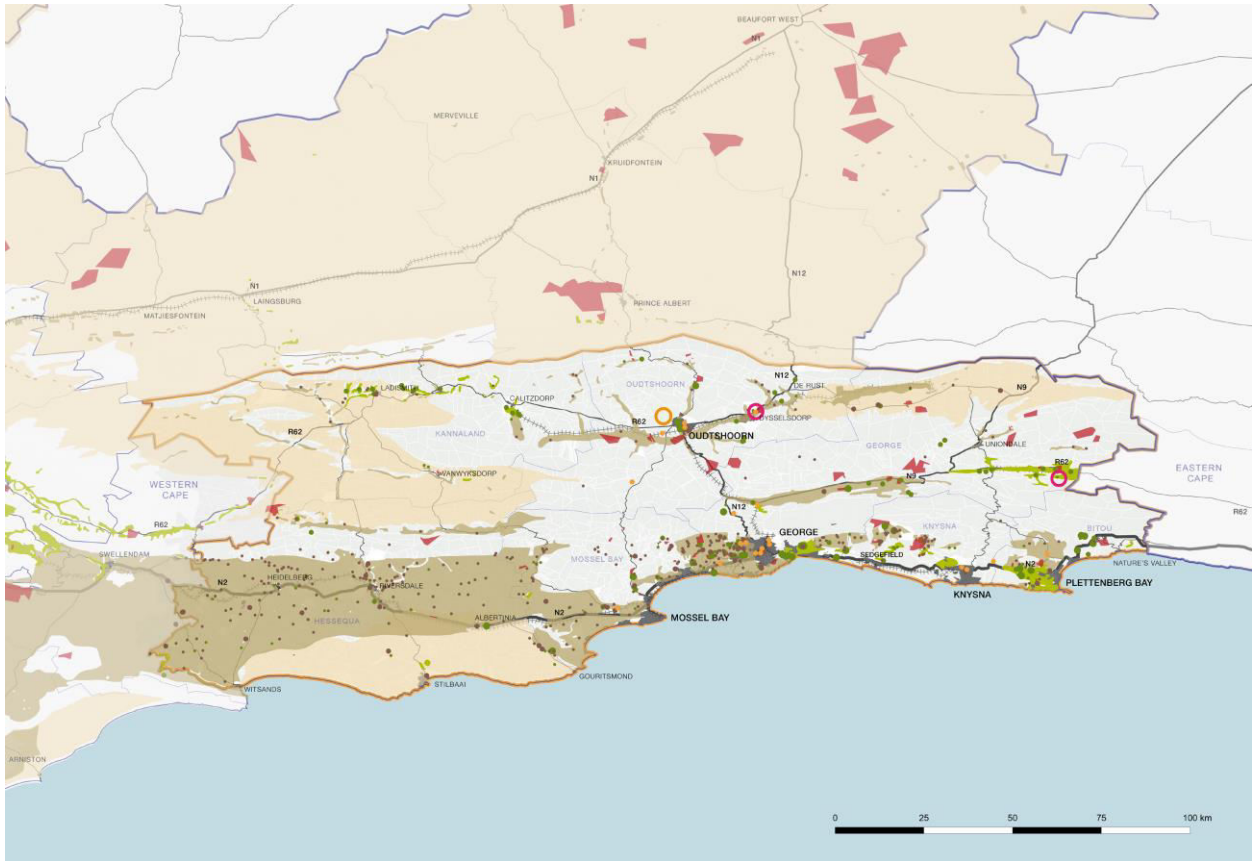 BEAUFORT WEST
N1
MERVEVILLE
KRUIDFONTEIN
N1
N12
N1
LAINGSBURG
PRINCE ALBERT
MATJIESFONTEIN
N12
DE RUST
N9
LADISMITH
OUDTSHOORN
CALITZDORP
DYSSELSDORP
R62
R62
OUDTSHOORN
KANNALAND
GEORGE
UNIONDALE
R62
VANWYKSDORP
N9
WESTERN
CAPE
EASTERN
CAPE
R62
N12
R62
GEORGE
KNYSNA
BITOU
SWELLENDAM
MOSSEL BAY
SEDGEFIELD
N2
NATURE'S VALLEY
HEIDELBERG
N2
RIVERSDALE
PLETTENBERG BAY
KNYSNA
HESSEQUA
ALBERTINIA
N2
MOSSEL BAY
GOURITSMOND
STILBAAI
WITSANDS
ARNISTON
0 25 50 75 100 km